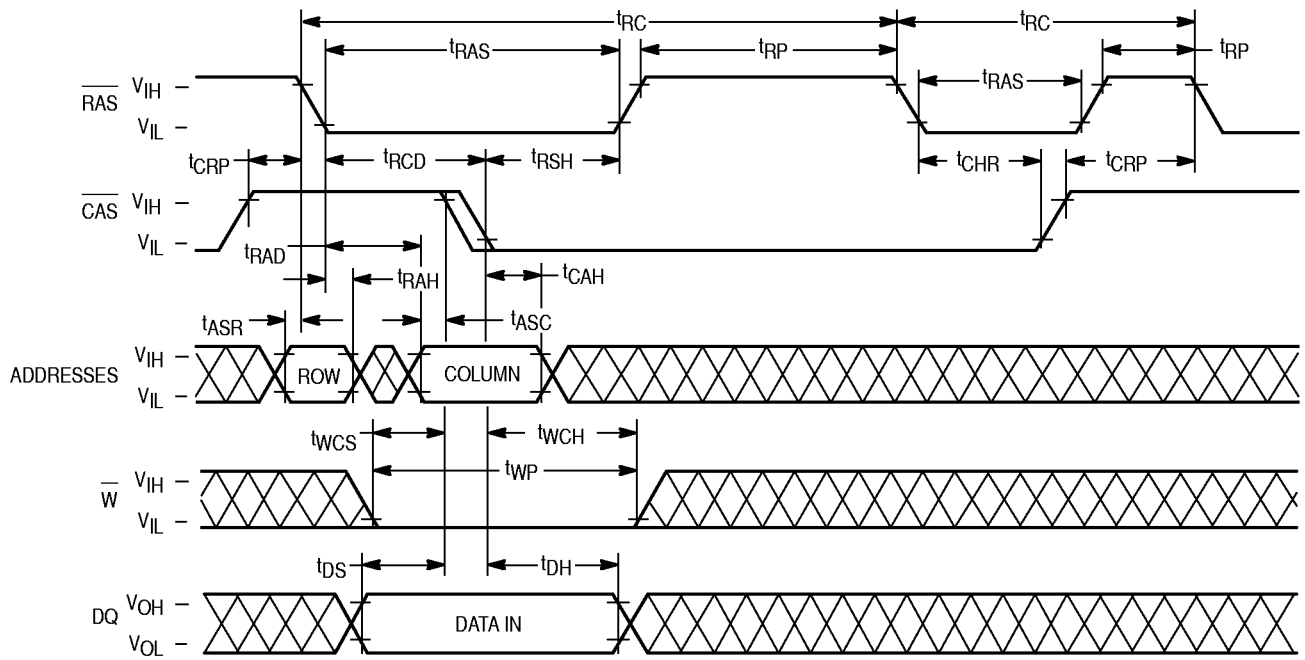 tRC tRC
tRAS tRP tRP
tRAS
RAS VIH
VIL
tCRP tRCD tRSH tCHR tCRP
CAS VIH
VIL
tRAD
tRAH tCAH
tASR tASC
ADDRESSES VIH
VIL
ROW COLUMN
tWCS tWCH
tWP
W VIH
VIL
tDS tDH
DQ VOH
VOL
DATA IN